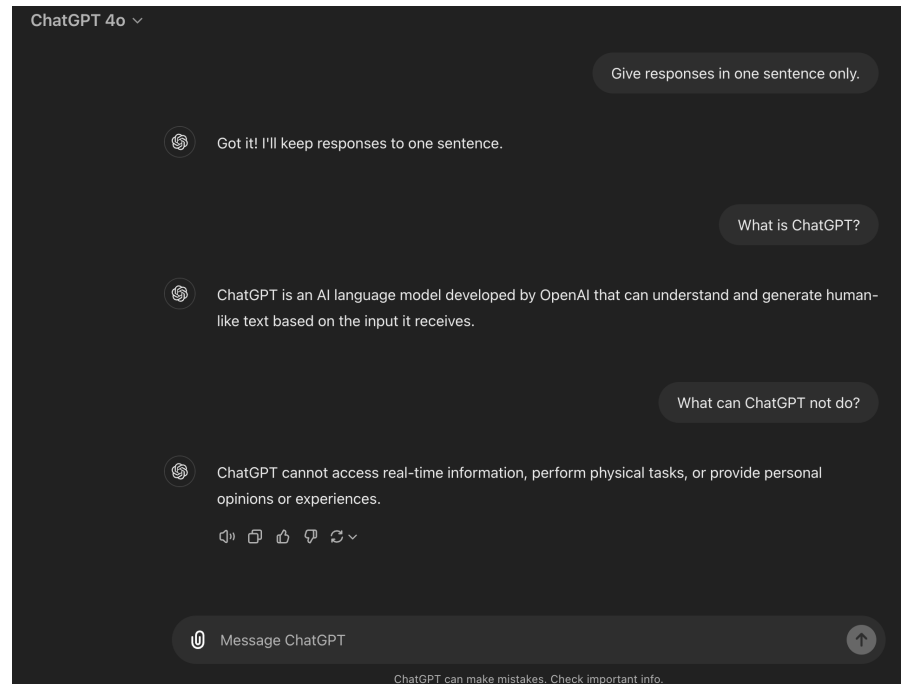 ChatGPT 4o
Give responses in one sentence only.
Got it! I'll keep responses to one sentence.
What is ChatGPT?
ChatGPT is an AI language model developed by OpenAI that can understand and generate human-
like text based on the input it receives.
What can ChatGPT not do?
ChatGPT cannot access real-time information, perform physical tasks, or provide personal
opinions or experiences.
Message ChatGPT
ChatGPT can make mistakes. Check important info.